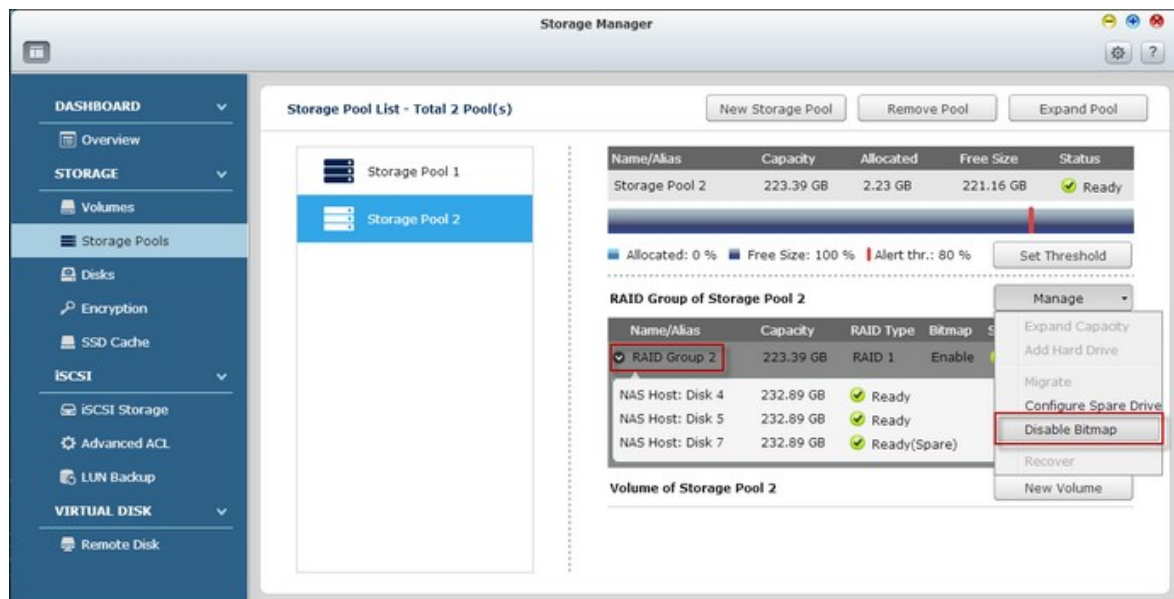 Storage Manager
?
DASHBOARD
Overview
STORAGE
Volumes
Storage Pools
Disks
Encryption
SSD Cache
iSCSI
iSCSI Storage
Advanced ACL
LUN Backup
VIRTUAL DISK
Remote Disk
Storage Pool List - Total 2 Pool(s)
New Storage Pool
Remove Pool
Expand Pool
Storage Pool 1
Storage Pool 2
Name/Alias Capacity Allocated Free Size Status
Storage Pool 2 223.39 GB 2.23 GB 221.16 GB Ready
Allocated: 0 % Free Size: 100 % Alert thr.: 80 % Set Threshold
RAID Group of Storage Pool 2 Manage
Name/Alias Capacity RAID Type Bitmap S
RAID Group 2 223.39 GB RAID 1 Enable
NAS Host: Disk 4 232.89 GB Ready
NAS Host: Disk 5 232.89 GB Ready
NAS Host: Disk 7 232.89 GB Ready(Spare)
Expand Capacity
Add Hard Drive
Migrate
Configure Spare Drive
Disable Bitmap
Recover
Volume of Storage Pool 2 New Volume